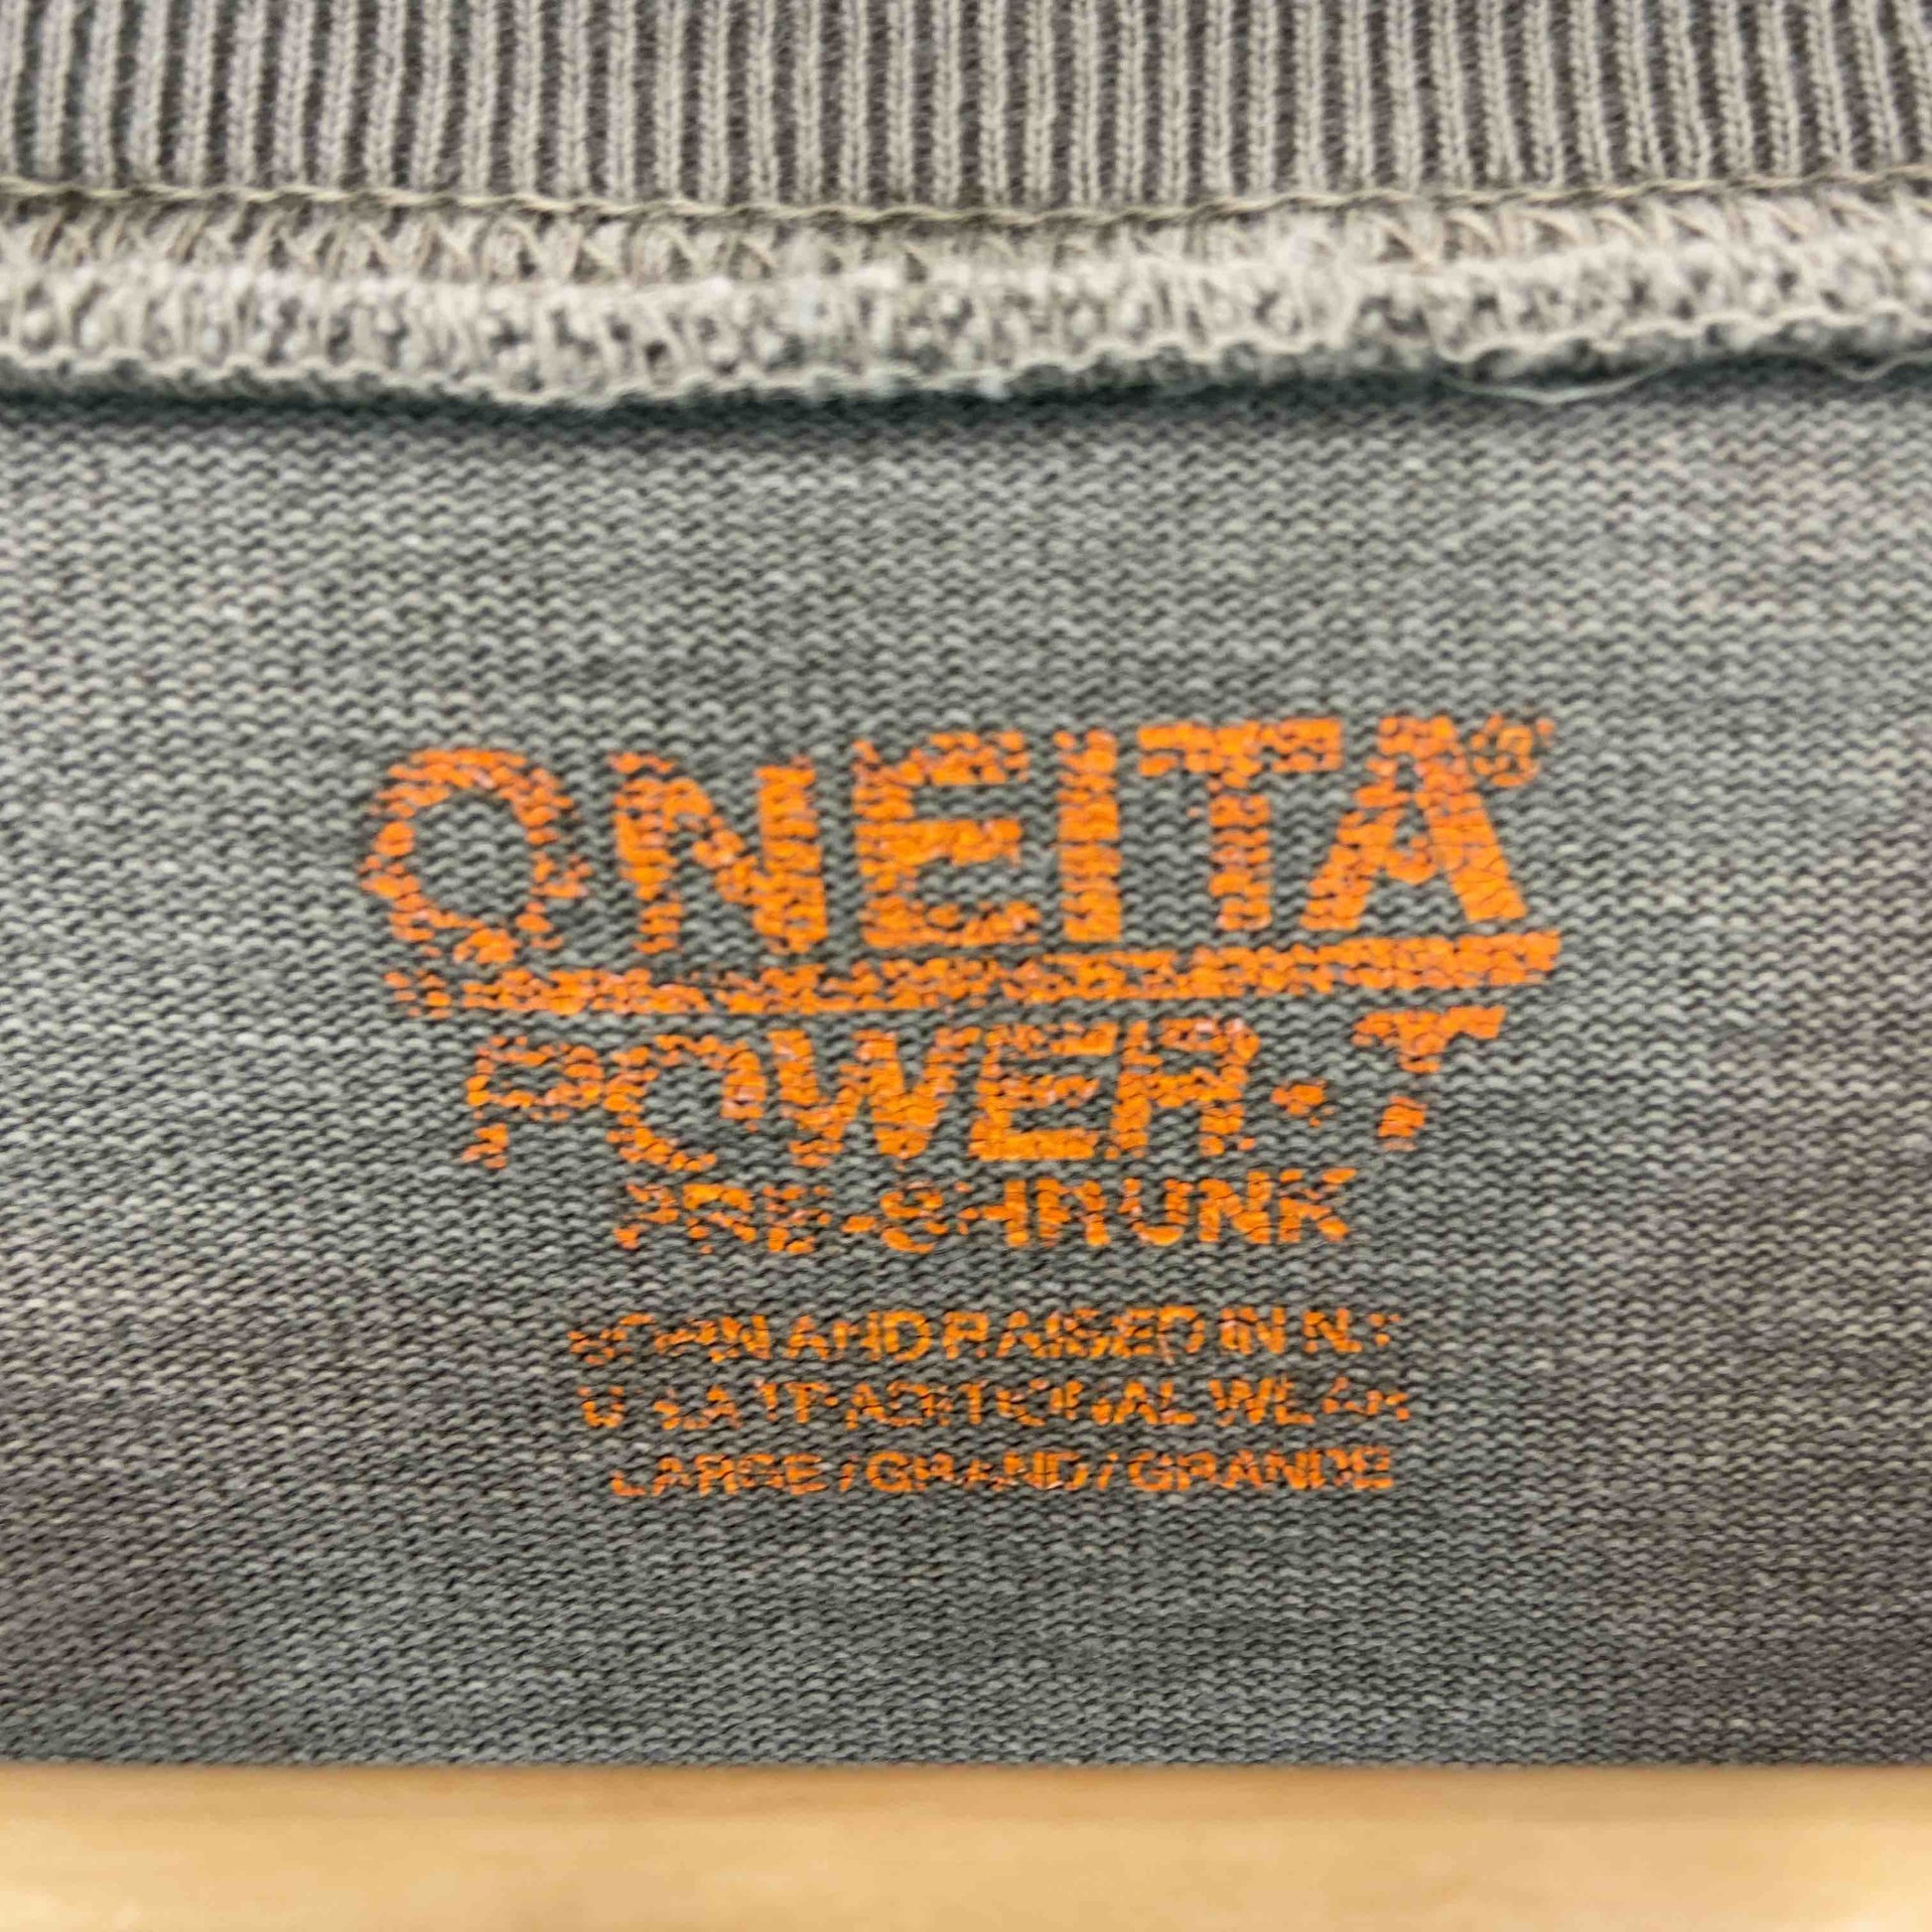 ONEITA®
POWER-T
PRE-SHRUNK
BORN AND RAISED IN N.Y
U.S.A TRADITIONAL WEAR
LARGE/GRAND/GRANDE